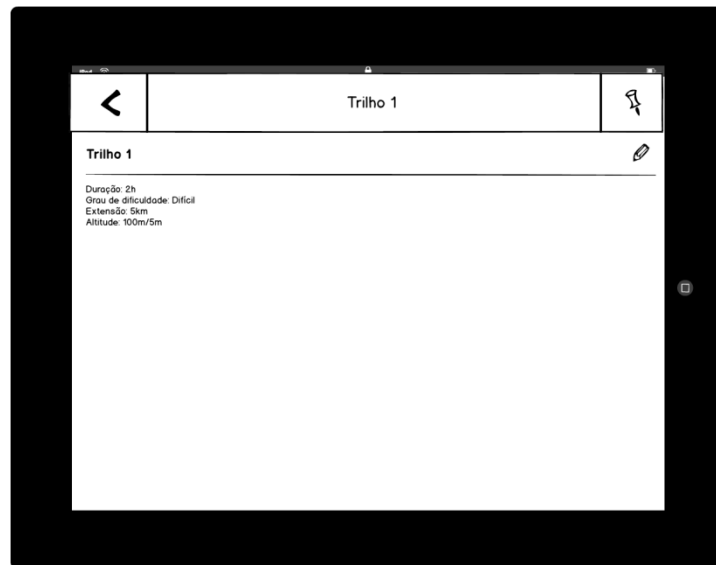 Trilho 1
Trilho 1
Duração: 2h
Grau de dificuldade: Difícil
Extensão: 5km
Altitude: 100m/5m